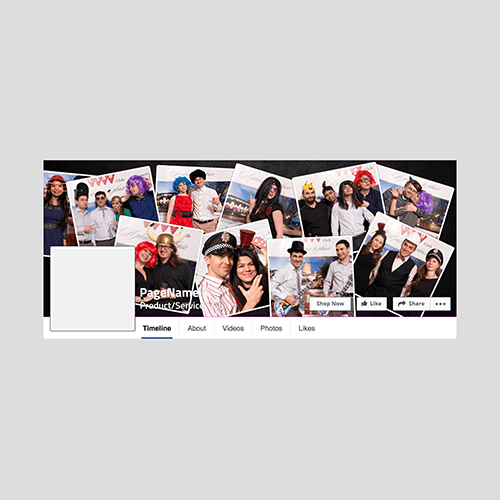 PageName
Product/Service
Shop Now
Like
Share
Timeline
About
Videos
Photos
Likes